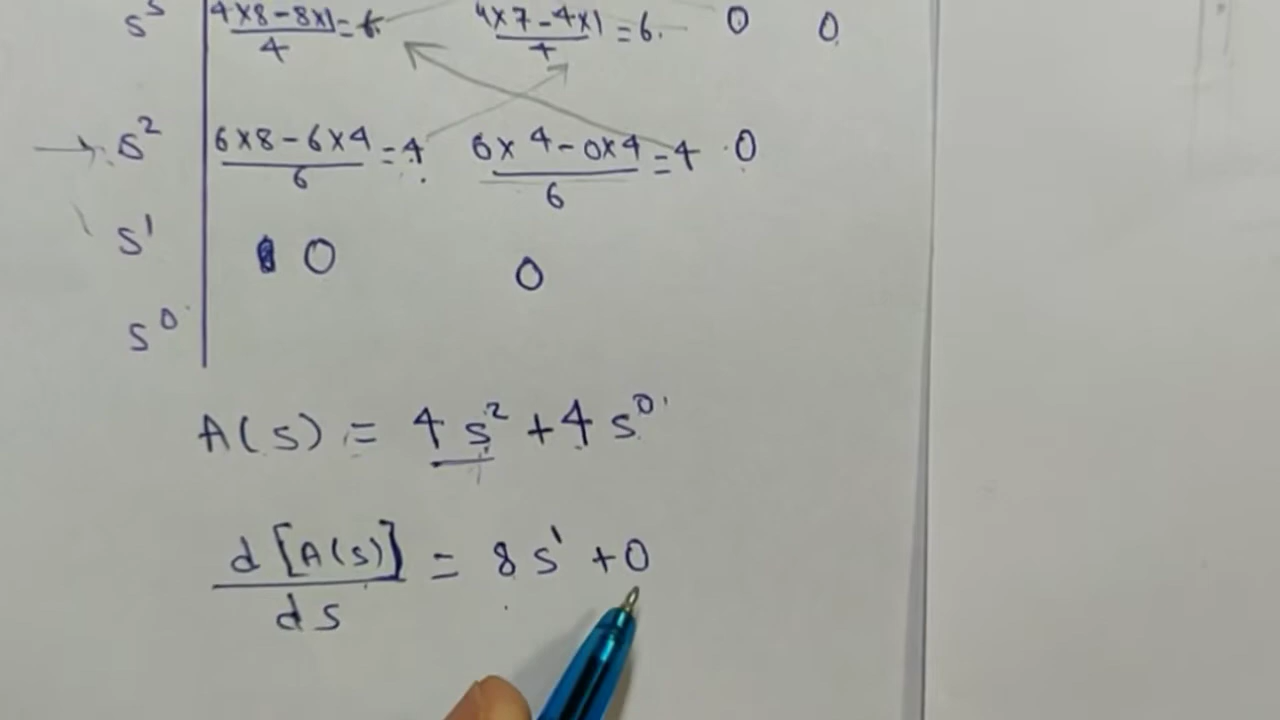 s³ 4×8-8×1/4 =6 4×7-4×1/4 =6 0 0
→ s² 6×8-6×4/6 =4 6×4-0×4/6 =4 0
s¹ 0 0
s⁰
A(s) = 4s² + 4s⁰
d[A(s)]/ds = 8s¹ + 0